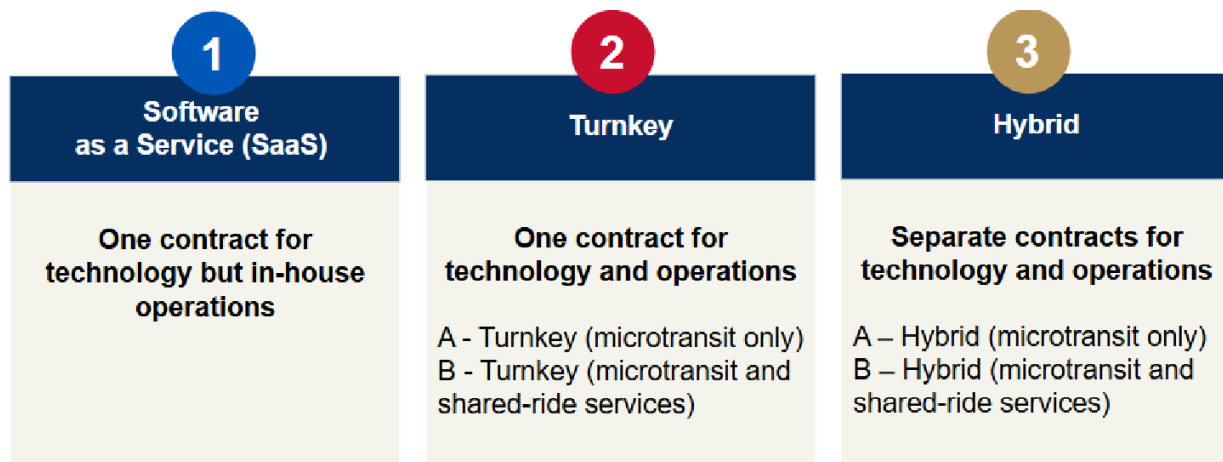 1
Software
as a Service (SaaS)
One contract for
technology but in-house
operations
2
Turnkey
One contract for
technology and operations
A - Turnkey (microtransit only)
B - Turnkey (microtransit and
shared-ride services)
3
Hybrid
Separate contracts for
technology and operations
A – Hybrid (microtransit only)
B – Hybrid (microtransit and
shared-ride services)